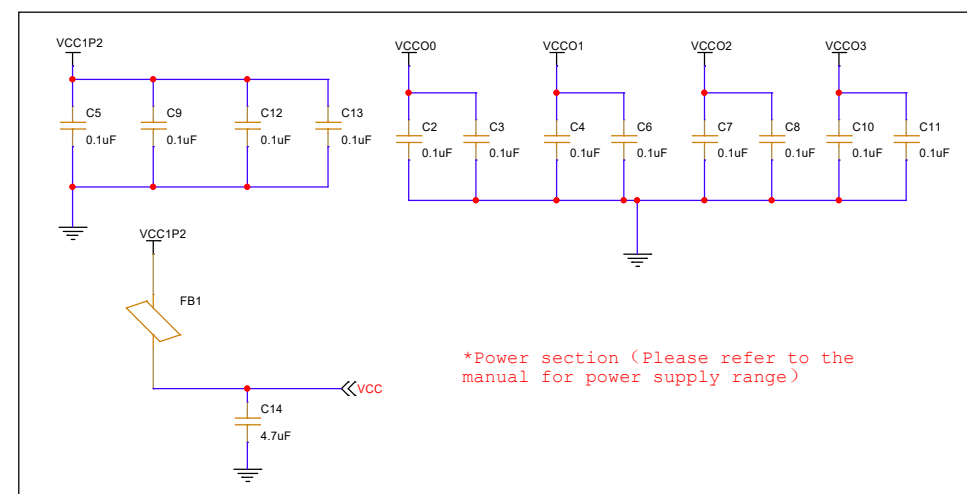 VCC1P2
C5
0.1uF
C9
0.1uF
C12
0.1uF
C13
0.1uF
VCCO0
VCCO1
VCCO2
VCCO3
C2
0.1uF
C3
0.1uF
C4
0.1uF
C6
0.1uF
C7
0.1uF
C8
0.1uF
C10
0.1uF
C11
0.1uF
VCC1P2
FB1
VCC
C14
4.7uF
*Power section（Please refer to the
manual for power supply range）